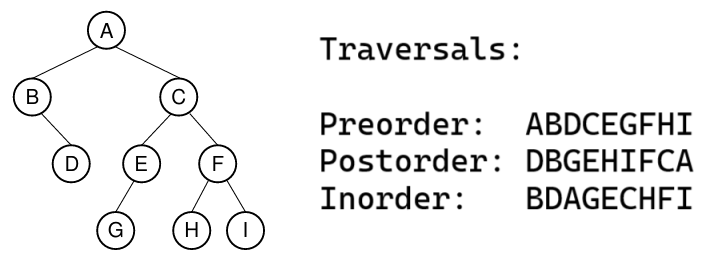 A
B C
D E F
G H I
Traversals:
Preorder: ABDCEGFHI
Postorder: DBGEHIFCA
Inorder: BDAGECHFI